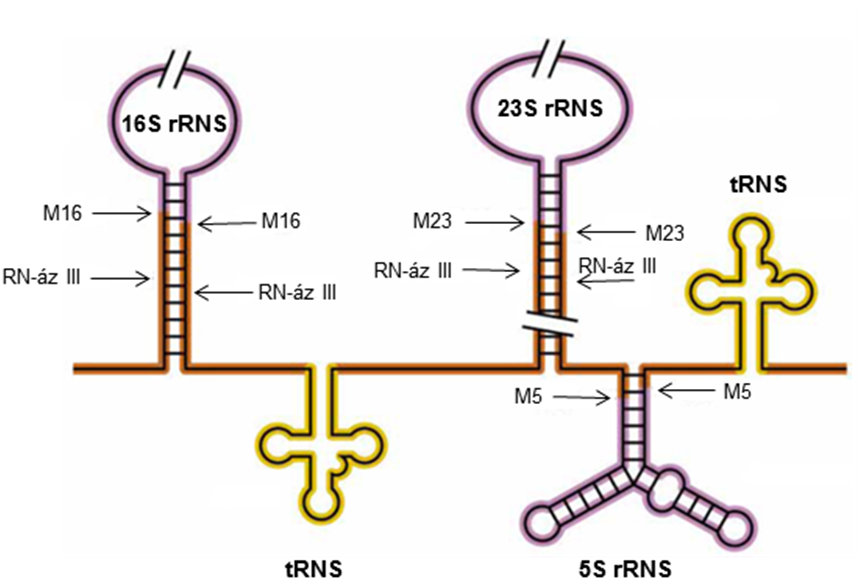 16S rRNS
23S rRNS
tRNS
M16
M16
M23
M23
RN-áz III
RN-áz III
RN-áz III
RN-áz III
M5
M5
tRNS
5S rRNS